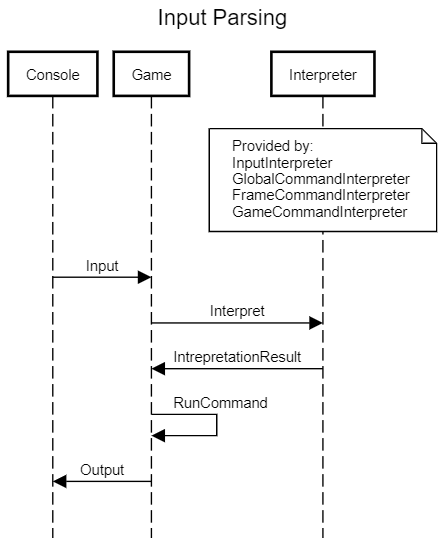 Input Parsing
Console
Game
Interpreter
Provided by:
InputInterpreter
GlobalCommandInterpreter
FrameCommandInterpreter
GameCommandInterpreter
Input
Interpret
IntrepretationResult
RunCommand
Output